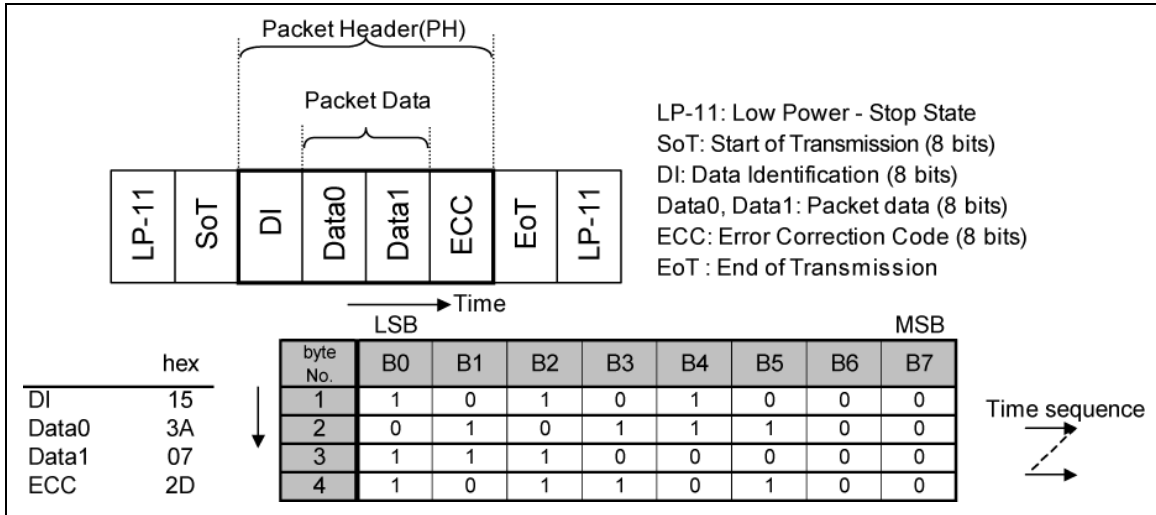 Packet Header(PH)
Packet Data
LP-11 SoT DI Data0 Data1 ECC EoT LP-11
LP-11: Low Power - Stop State
SoT: Start of Transmission (8 bits)
DI: Data Identification (8 bits)
Data0, Data1: Packet data (8 bits)
ECC: Error Correction Code (8 bits)
EoT : End of Transmission
Time
LSB MSB
hex byte No. B0 B1 B2 B3 B4 B5 B6 B7
DI 15 1 1 0 1 0 1 0 0 0
Data0 3A 2 0 1 0 1 1 1 0 0
Data1 07 3 1 1 1 0 0 0 0 0
ECC 2D 4 1 0 1 1 0 1 0 0
Time sequence